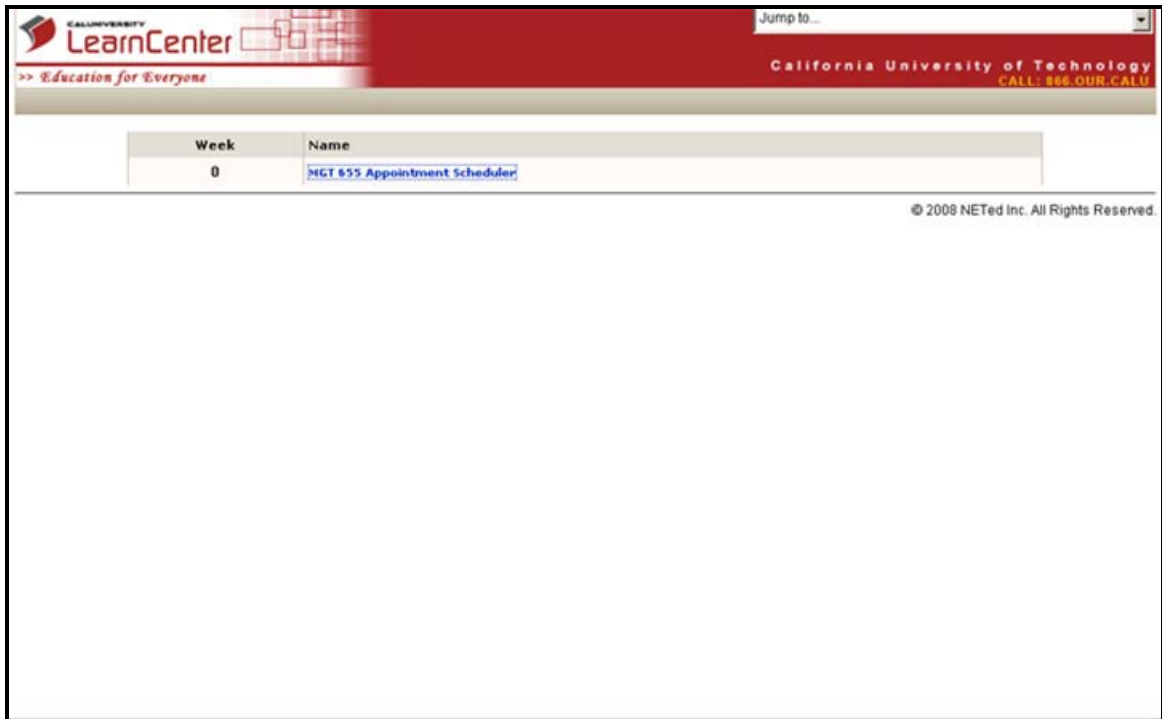 Jump to...
CALUMVERSITY
LearnCenter
>> Education for Everyone
California University of Technology
CALL: 866.OUR.CALU
Week Name
0 MGT 655 Appointment Scheduler
© 2008 NETed Inc. All Rights Reserved.